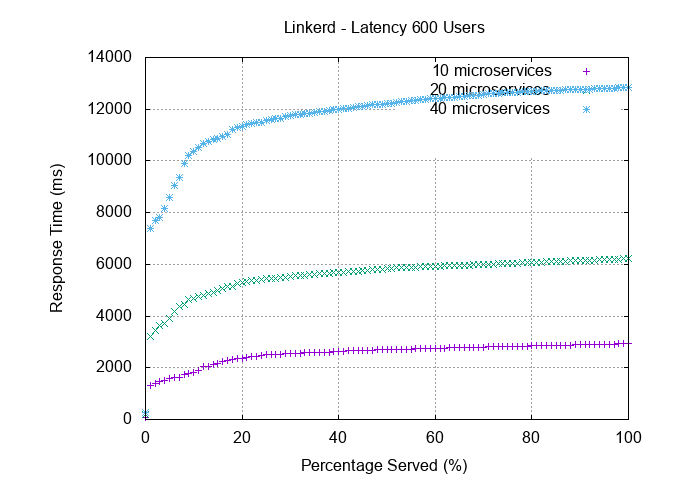 Linkerd - Latency 600 Users
14000
12000
10000
8000
6000
4000
2000
0
Response Time (ms)
10 microservices
20 microservices
40 microservices
0 20 40 60 80 100
Percentage Served (%)